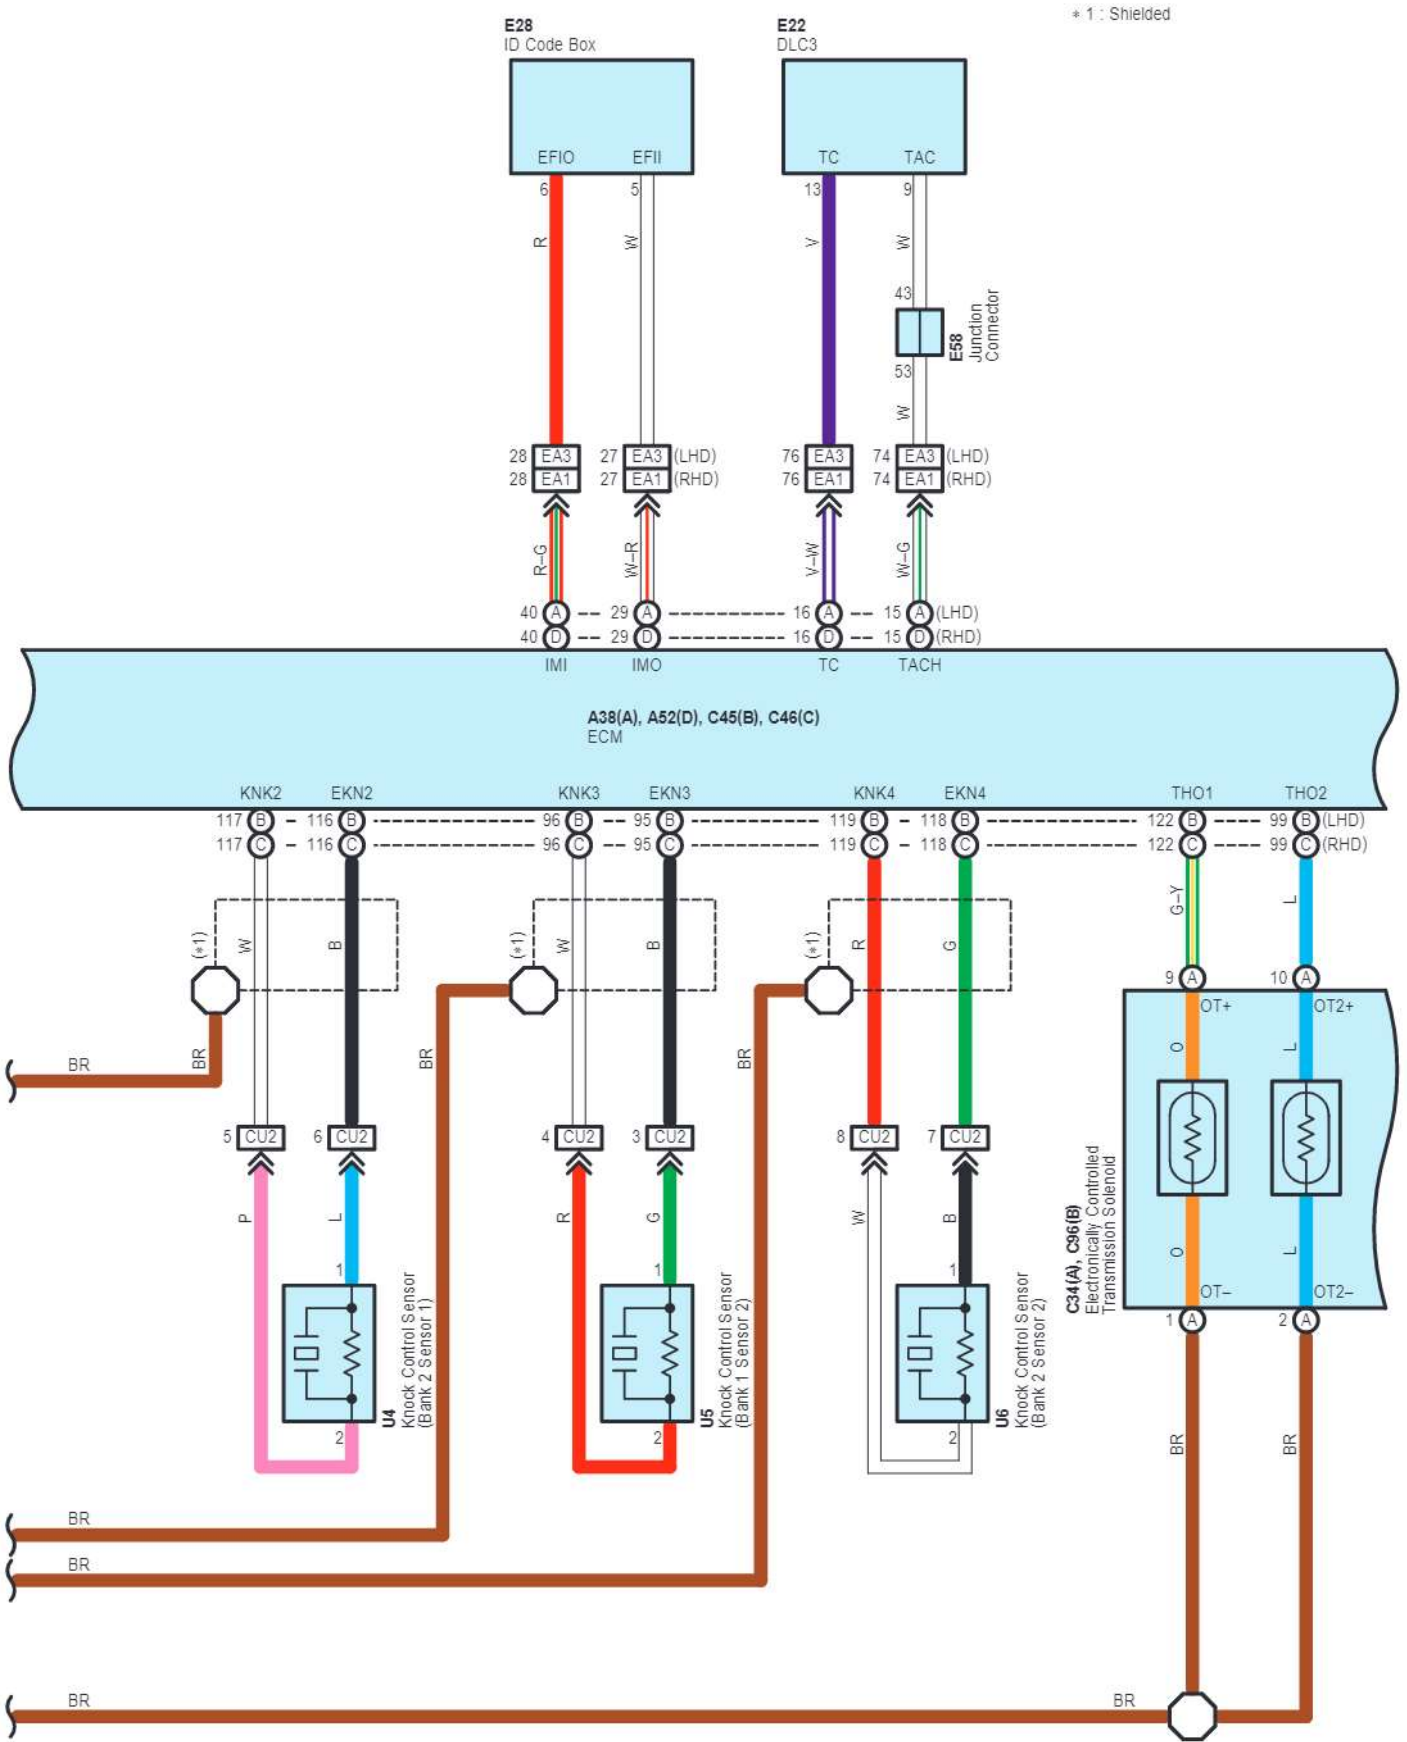 * 1 : Shielded
E28
ID Code Box
E22
DLC3
EFIO
EFII
TC
TAC
6
5
13
9
R
W
V
W
43
E58
Junction
Connector
53
W
28 EA3
27 EA3 (LHD)
76 EA3
74 EA3 (LHD)
28 EA1
27 EA1 (RHD)
76 EA1
74 EA1 (RHD)
R–G
W–R
V–W
W–G
40 A
29 A
16 A
15 A (LHD)
40 D
29 D
16 D
15 D (RHD)
IMI
IMO
TC
TACH
A38(A), A52(D), C45(B), C46(C)
ECM
KNK2
EKN2
KNK3
EKN3
KNK4
EKN4
THO1
THO2
117 B
116 B
96 B
95 B
119 B
118 B
122 B
99 B (LHD)
117 C
116 C
96 C
95 C
119 C
118 C
122 C
99 C (RHD)
G–Y
L
(*1)
W
B
(*1)
W
B
(*1)
R
G
9 A
10 A
OT+
OT2+
BR
BR
BR
BR
O
L
5 CU2
6 CU2
4 CU2
3 CU2
8 CU2
7 CU2
P
L
R
G
W
B
C34(A), C96(B)
Electronically Controlled
Transmission Solenoid
O
L
1
1
1
OT–
OT2–
1 A
2 A
U4
Knock Control Sensor
(Bank 2 Sensor 1)
U5
Knock Control Sensor
(Bank 1 Sensor 2)
U6
Knock Control Sensor
(Bank 2 Sensor 2)
2
2
2
BR
BR
BR
BR
BR
BR